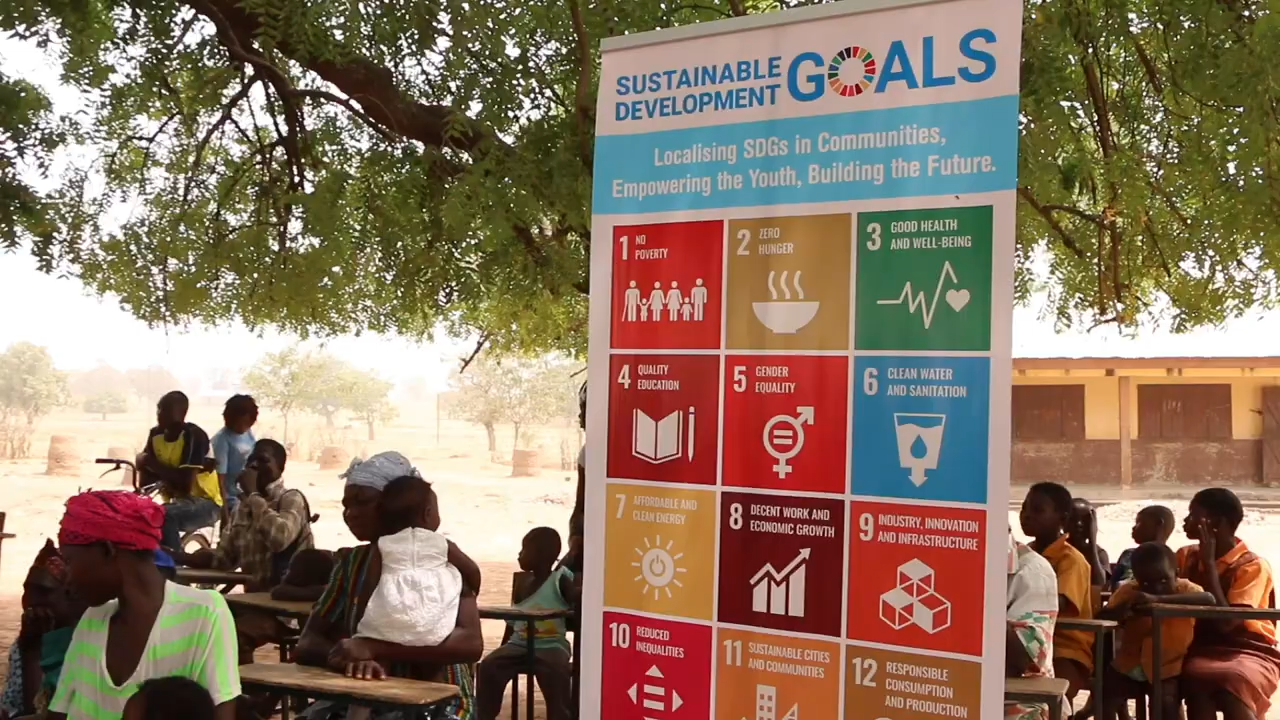 SUSTAINABLE
DEVELOPMENT
GOALS
Localising SDGs in Communities,
Empowering the Youth, Building the Future.
1 NO
POVERTY
2 ZERO
HUNGER
3 GOOD HEALTH
AND WELL-BEING
4 QUALITY
EDUCATION
5 GENDER
EQUALITY
6 CLEAN WATER
AND SANITATION
7 AFFORDABLE AND
CLEAN ENERGY
8 DECENT WORK AND
ECONOMIC GROWTH
9 INDUSTRY, INNOVATION
AND INFRASTRUCTURE
10 REDUCED
INEQUALITIES
11 SUSTAINABLE CITIES
AND COMMUNITIES
12 RESPONSIBLE
CONSUMPTION
AND PRODUCTION